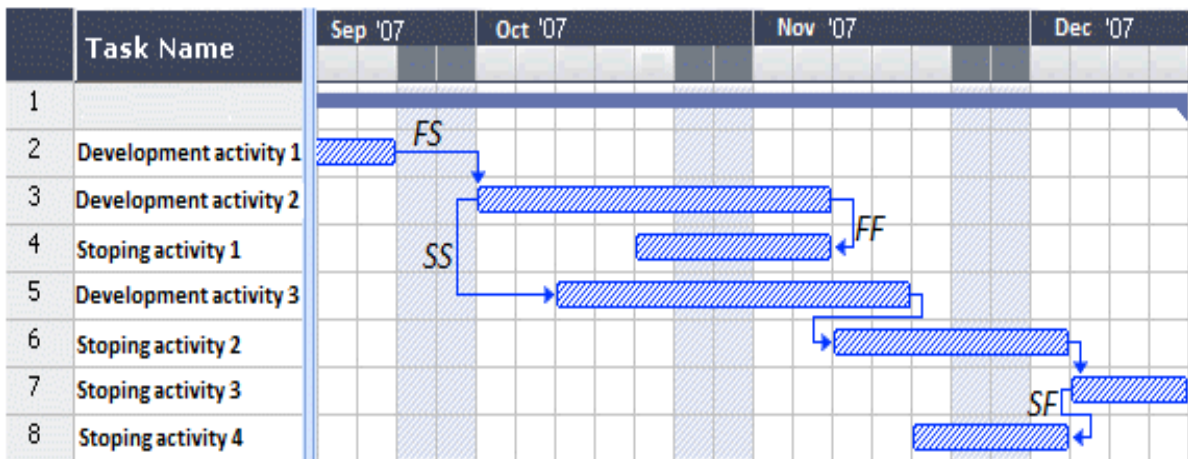 Task Name
Sep '07
Oct '07
Nov '07
Dec '07
1
2 Development activity 1
FS
3 Development activity 2
4 Stoping activity 1
FF
SS
5 Development activity 3
6 Stoping activity 2
7 Stoping activity 3
SF
8 Stoping activity 4